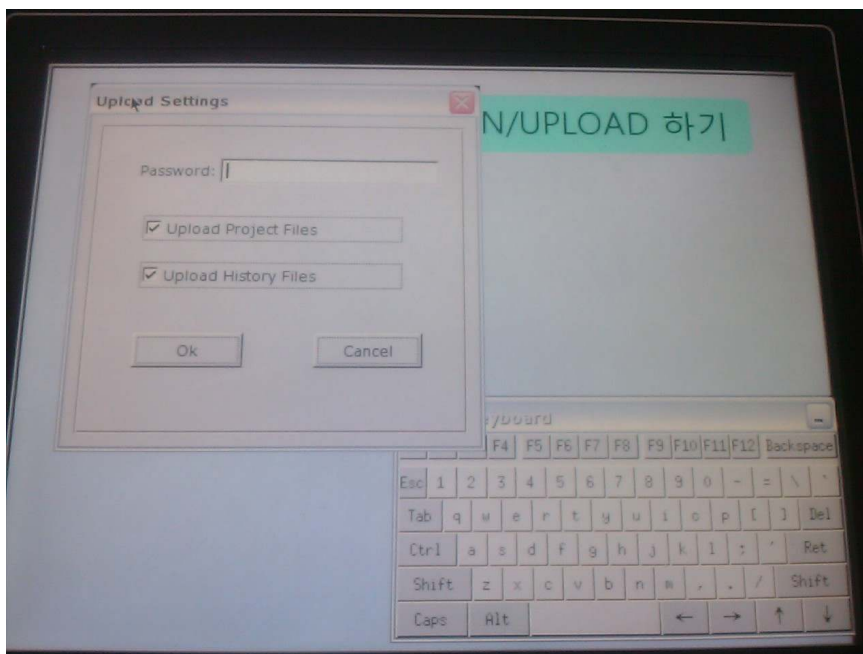 Upload Settings
N/UPLOAD 하기
Password:
Upload Project Files
Upload History Files
Ok Cancel
yboard
F4 F5 F6 F7 F8 F9 F10 F11 F12 Backspace
Esc 1 2 3 4 5 6 7 8 9 0 - = \ `
Tab q w e r t y u i o p [ ] Del
Ctrl a s d f g h j k l ; ' Ret
Shift z x c v b n m , . / Shift
Caps Alt ← → ↑ ↓